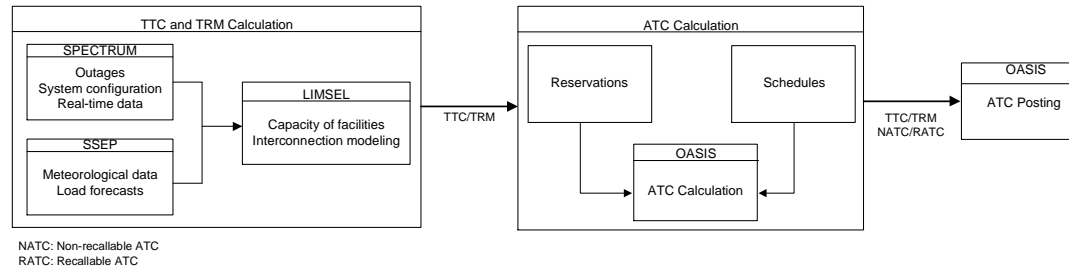 TTC and TRM Calculation
SPECTRUM
Outages
System configuration
Real-time data
SSEP
Meteorological data
Load forecasts
LIMSEL
Capacity of facilities
Interconnection modeling
TTC/TRM
ATC Calculation
Reservations
Schedules
OASIS
ATC Calculation
TTC/TRM
NATC/RATC
OASIS
ATC Posting
NATC: Non-recallable ATC
RATC: Recallable ATC